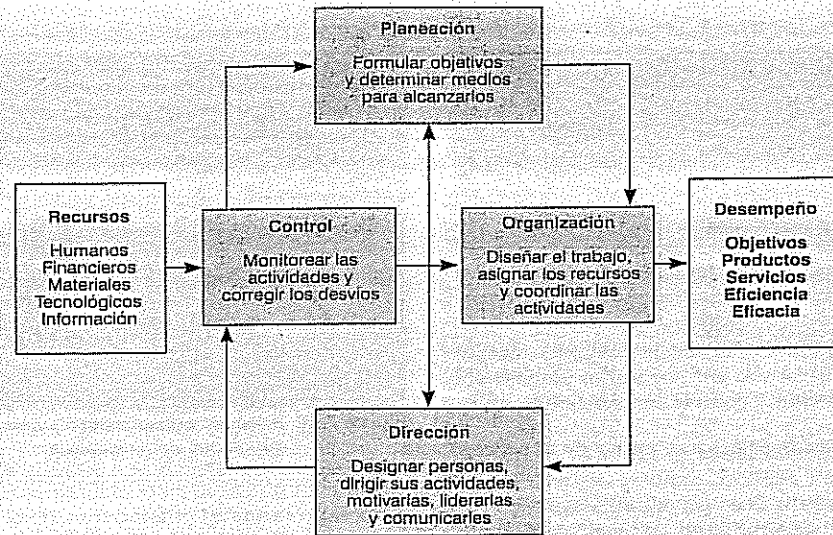 Planeación
Formular objetivos
y determinar medios
para alcanzarlos
Recursos
Humanos
Financieros
Materiales
Tecnológicos
Información
Control
Monitorear las
actividades y
corregir los desvíos
Organización
Diseñar el trabajo,
asignar los recursos
y coordinar las
actividades
Desempeño
Objetivos
Productos
Servicios
Eficiencia
Eficacia
Dirección
Designar personas,
dirigir sus actividades,
motivarlas, liderarlas
y comunicarles